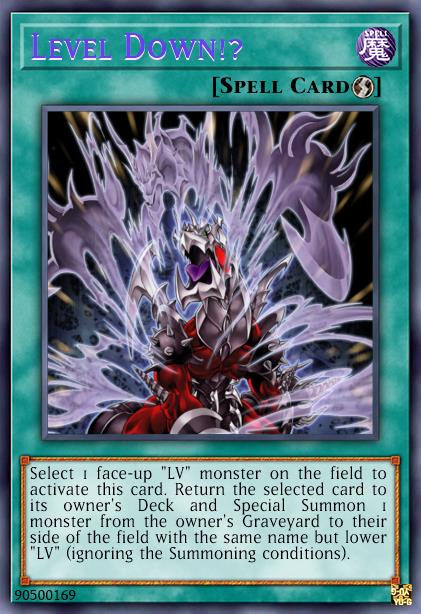 Level Down!?
SPELL
魔
[Spell Card]
Select 1 face-up "LV" monster on the field to
activate this card. Return the selected card to
its owner's Deck and Special Summon 1
monster from the owner's Graveyard to their
side of the field with the same name but lower
"LV" (ignoring the Summoning conditions).
90500169